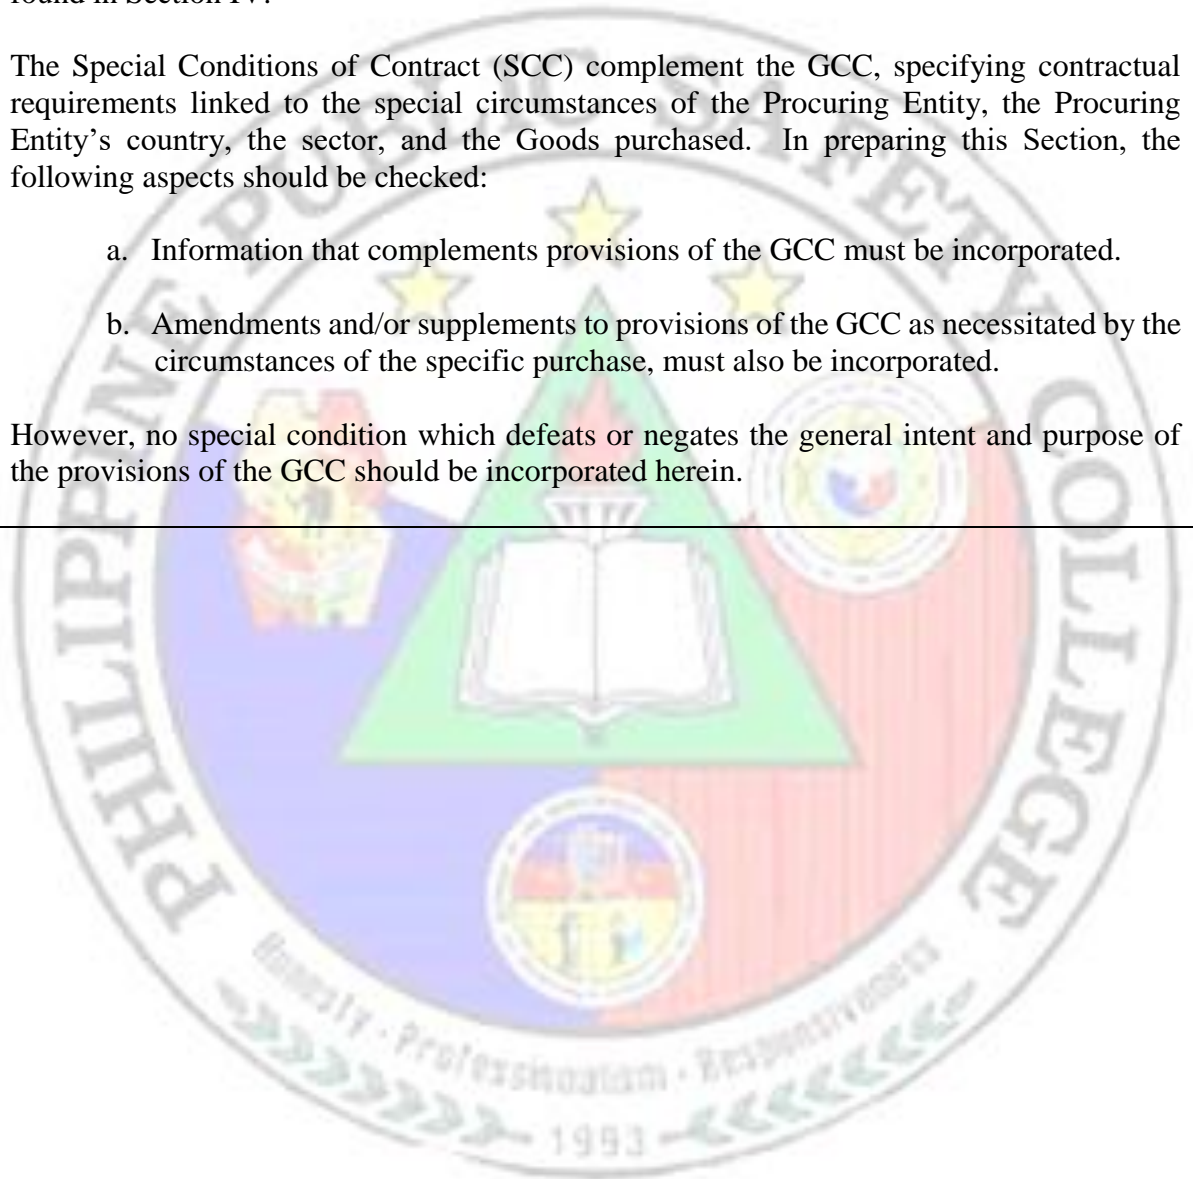 found in Section IV.
The Special Conditions of Contract (SCC) complement the GCC, specifying contractual
requirements linked to the special circumstances of the Procuring Entity, the Procuring
Entity’s country, the sector, and the Goods purchased. In preparing this Section, the
following aspects should be checked:
a. Information that complements provisions of the GCC must be incorporated.
b. Amendments and/or supplements to provisions of the GCC as necessitated by the
circumstances of the specific purchase, must also be incorporated.
However, no special condition which defeats or negates the general intent and purpose of
the provisions of the GCC should be incorporated herein.
PHILIPPINE PUBLIC SAFETY COLLEGE
Honesty · Professionalism · Responsiveness
1993